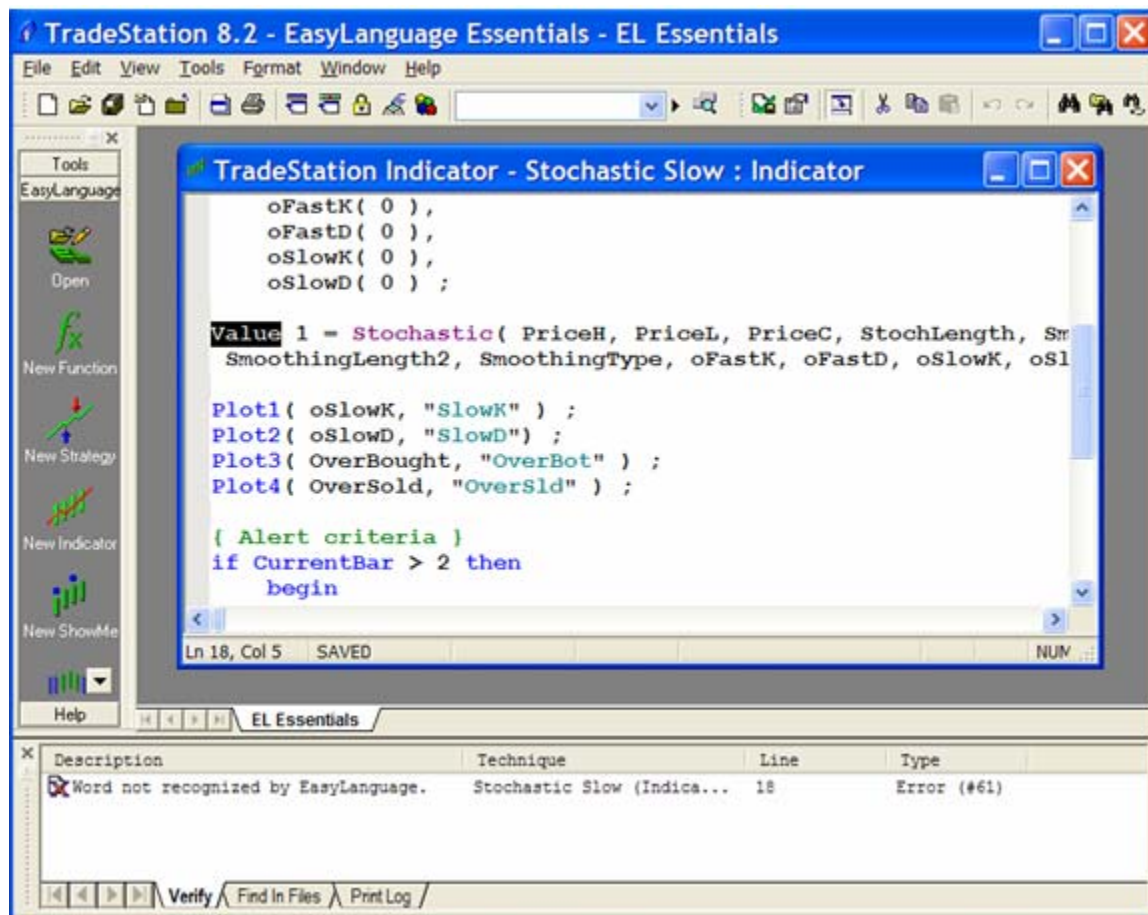 TradeStation 8.2 - EasyLanguage Essentials - EL Essentials
File Edit View Tools Format Window Help
Tools
EasyLanguage
Open
New Function
New Strategy
New Indicator
New ShowMe
Help
TradeStation Indicator - Stochastic Slow : Indicator
oFastK( 0 ),
oFastD( 0 ),
oSlowK( 0 ),
oSlowD( 0 ) ;
Value 1 = Stochastic( PriceH, PriceL, PriceC, StochLength, Sm
SmoothingLength2, SmoothingType, oFastK, oFastD, oSlowK, oSl
Plot1( oSlowK, "SlowK" ) ;
Plot2( oSlowD, "SlowD") ;
Plot3( OverBought, "OverBot" ) ;
Plot4( OverSold, "OverSld" ) ;
{ Alert criteria }
if CurrentBar > 2 then
begin
Ln 18, Col 5 SAVED NUM
EL Essentials
Description Technique Line Type
Word not recognized by EasyLanguage. Stochastic Slow (Indica... 18 Error (#61)
Verify Find In Files Print Log